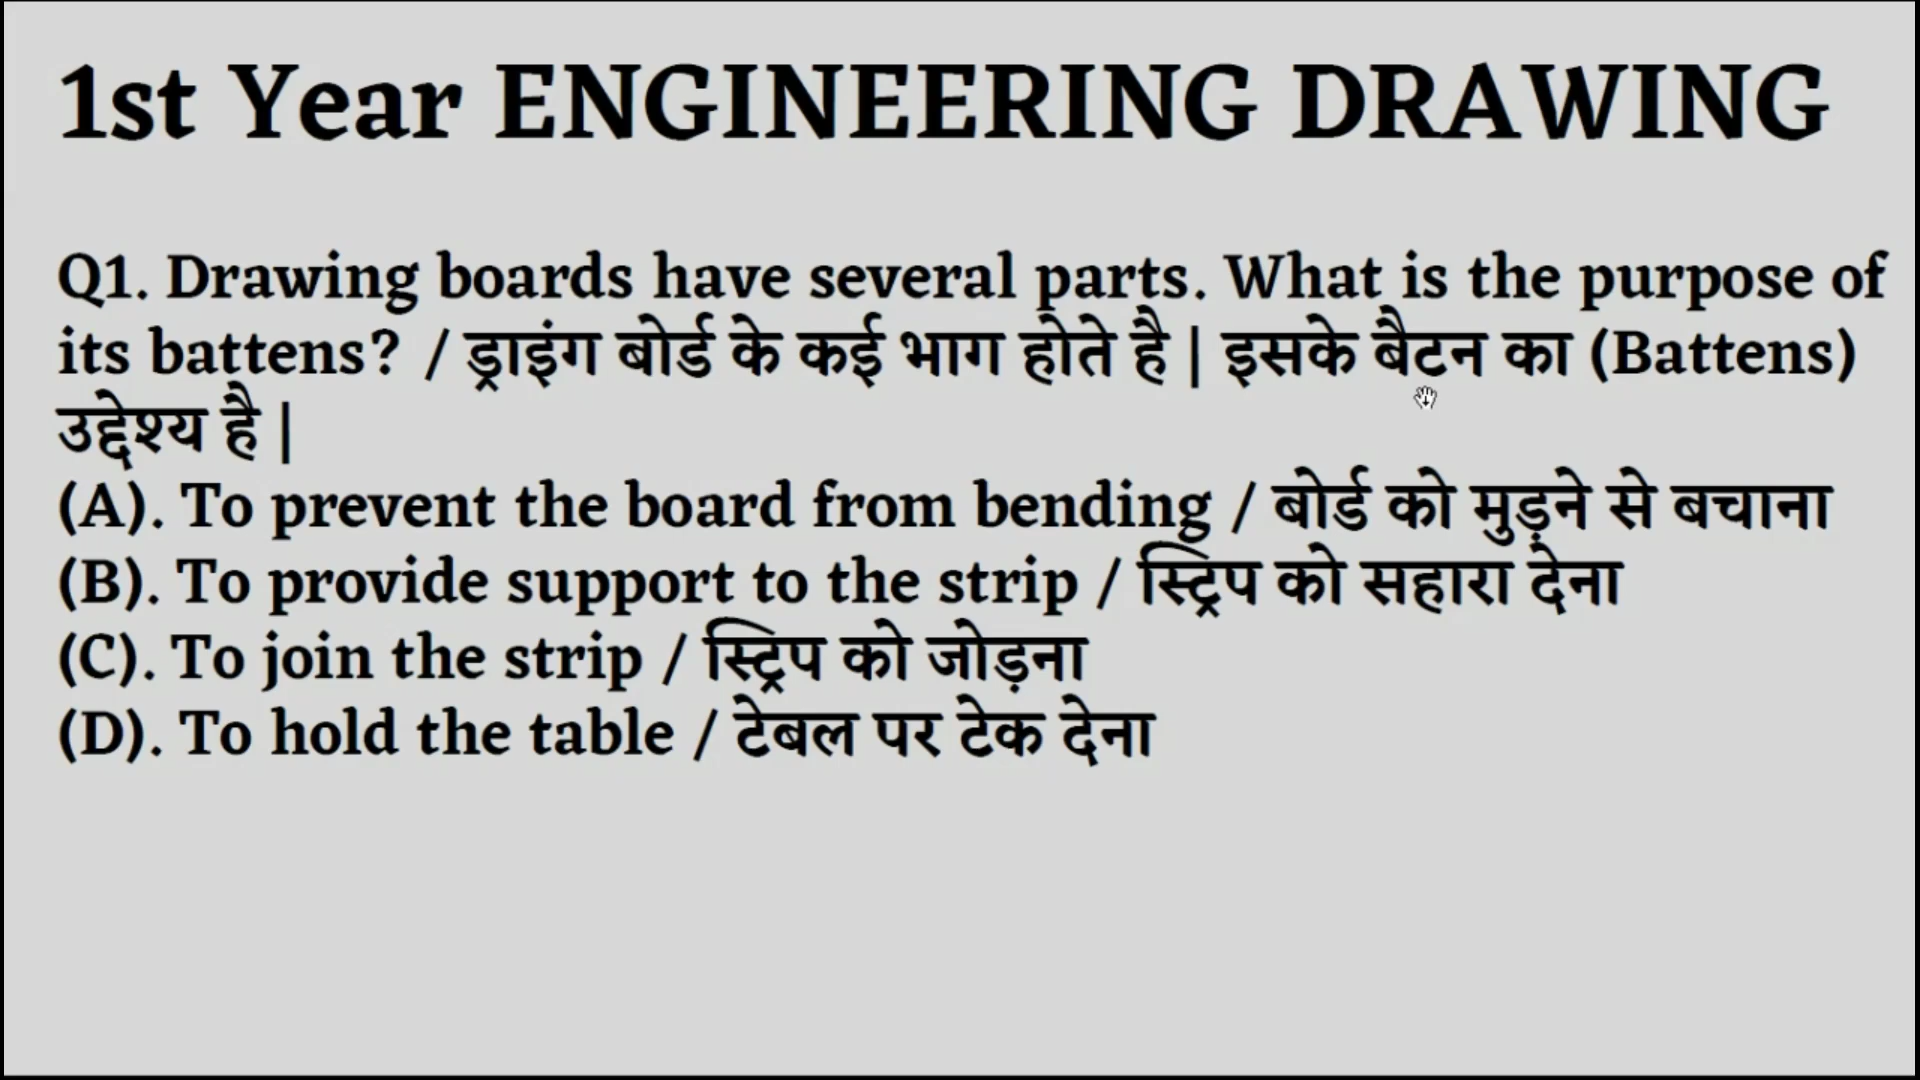 1st Year ENGINEERING DRAWING
Q1. Drawing boards have several parts. What is the purpose of
its battens? / ड्राइंग बोर्ड के कई भाग होते है | इसके बैटन का (Battens)
उद्देश्य है |
(A). To prevent the board from bending / बोर्ड को मुड़ने से बचाना
(B). To provide support to the strip / स्ट्रिप को सहारा देना
(C). To join the strip / स्ट्रिप को जोड़ना
(D). To hold the table / टेबल पर टेक देना